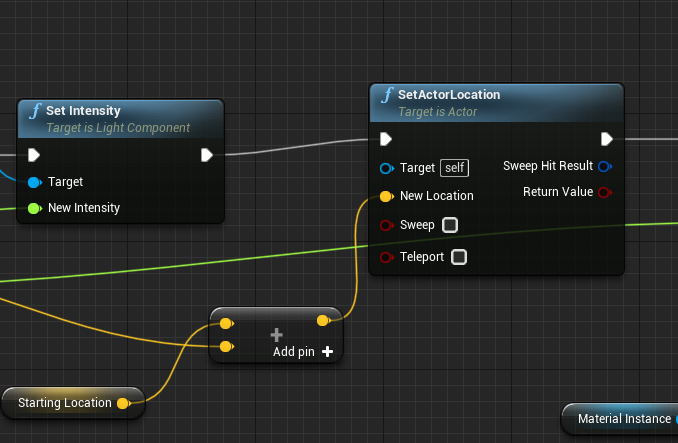 Set Intensity
Target is Light Component
Target
New Intensity
SetActorLocation
Target is Actor
Target self
Sweep Hit Result
New Location
Return Value
Sweep
Teleport
Add pin
Starting Location
Material Instance